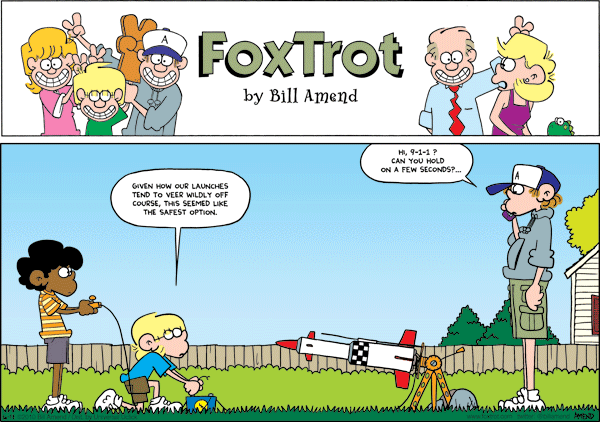 A
FoxTrot
by Bill Amend
GIVEN HOW OUR LAUNCHES
TEND TO VEER WILDLY OFF
COURSE, THIS SEEMED LIKE
THE SAFEST OPTION.
HI, 9-1-1 ?
CAN YOU HOLD
ON A FEW SECONDS?...
A
AMEND